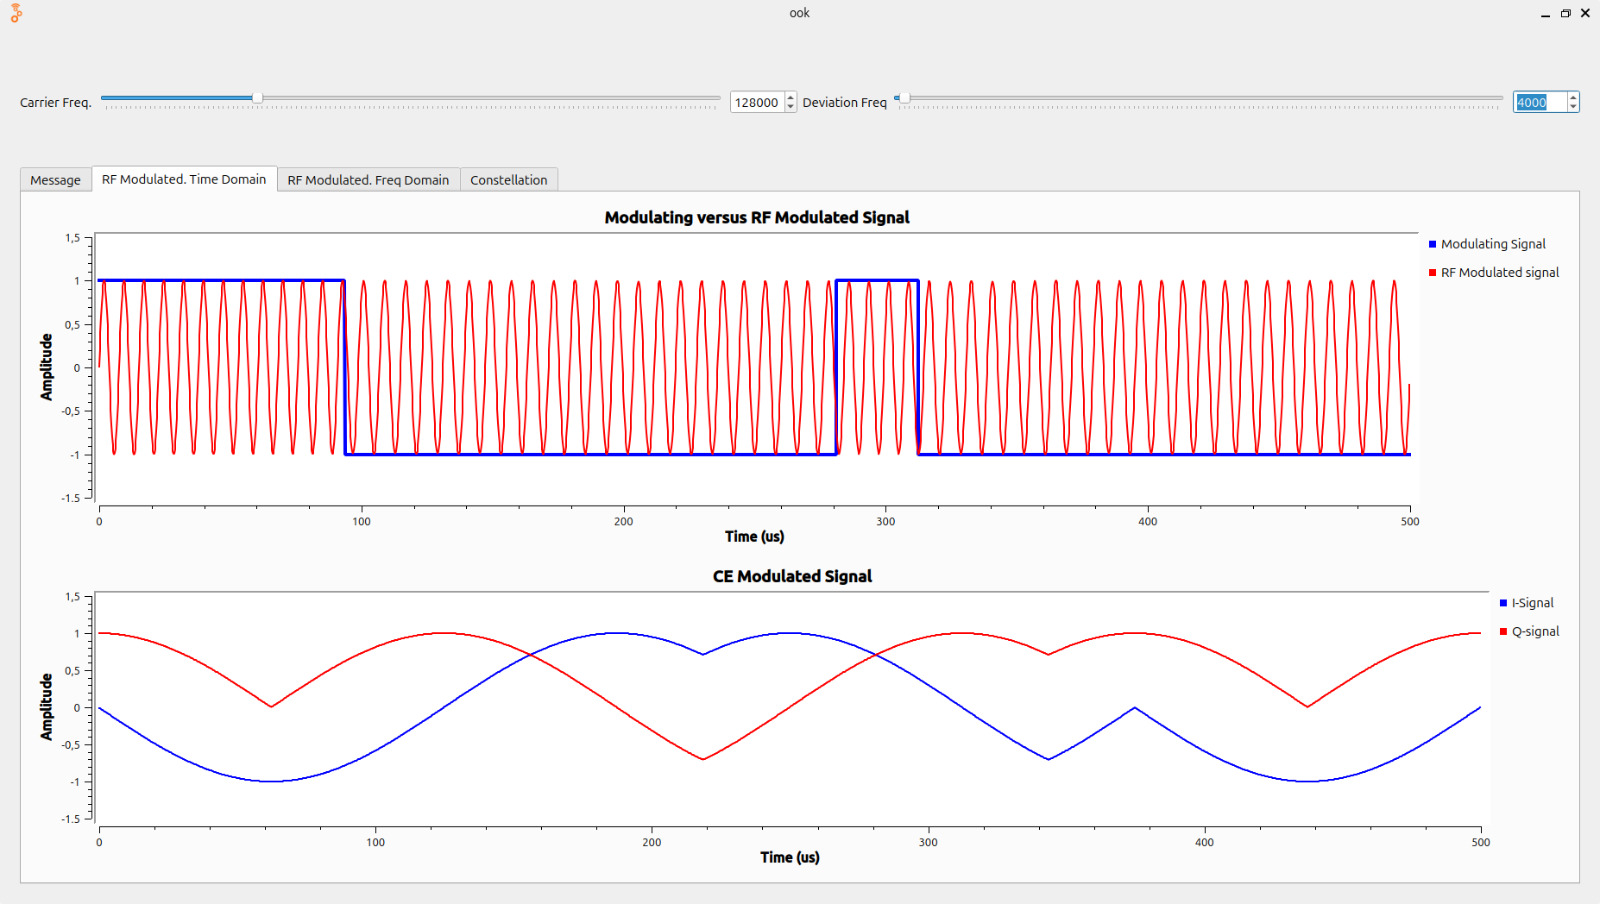 ook
Carrier Freq. 128000 Deviation Freq 4000
Message RF Modulated. Time Domain RF Modulated. Freq Domain Constellation
Modulating versus RF Modulated Signal
1,5
1
0,5
0
-0,5
-1
-1.5
Amplitude
0 100 200 300 400 500
Time (us)
Modulating Signal
RF Modulated signal
CE Modulated Signal
1,5
1
0,5
0
-0,5
-1
-1.5
Amplitude
0 100 200 300 400 500
Time (us)
I-Signal
Q-signal